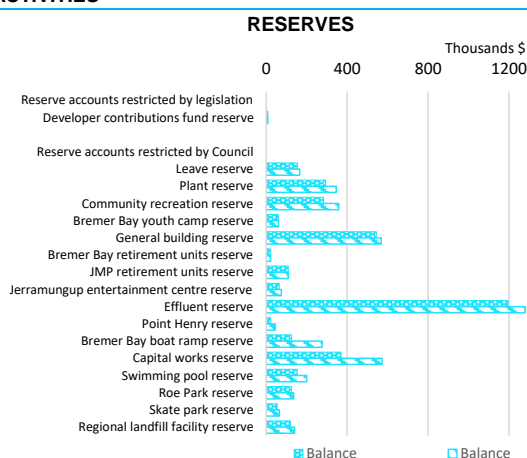 RESERVES
Thousands $
0 400 800 1200
Reserve accounts restricted by legislation
Developer contributions fund reserve
Reserve accounts restricted by Council
Leave reserve
Plant reserve
Community recreation reserve
Bremer Bay youth camp reserve
General building reserve
Bremer Bay retirement units reserve
JMP retirement units reserve
Jerramungup entertainment centre reserve
Effluent reserve
Point Henry reserve
Bremer Bay boat ramp reserve
Capital works reserve
Swimming pool reserve
Roe Park reserve
Skate park reserve
Regional landfill facility reserve
Balance Balance